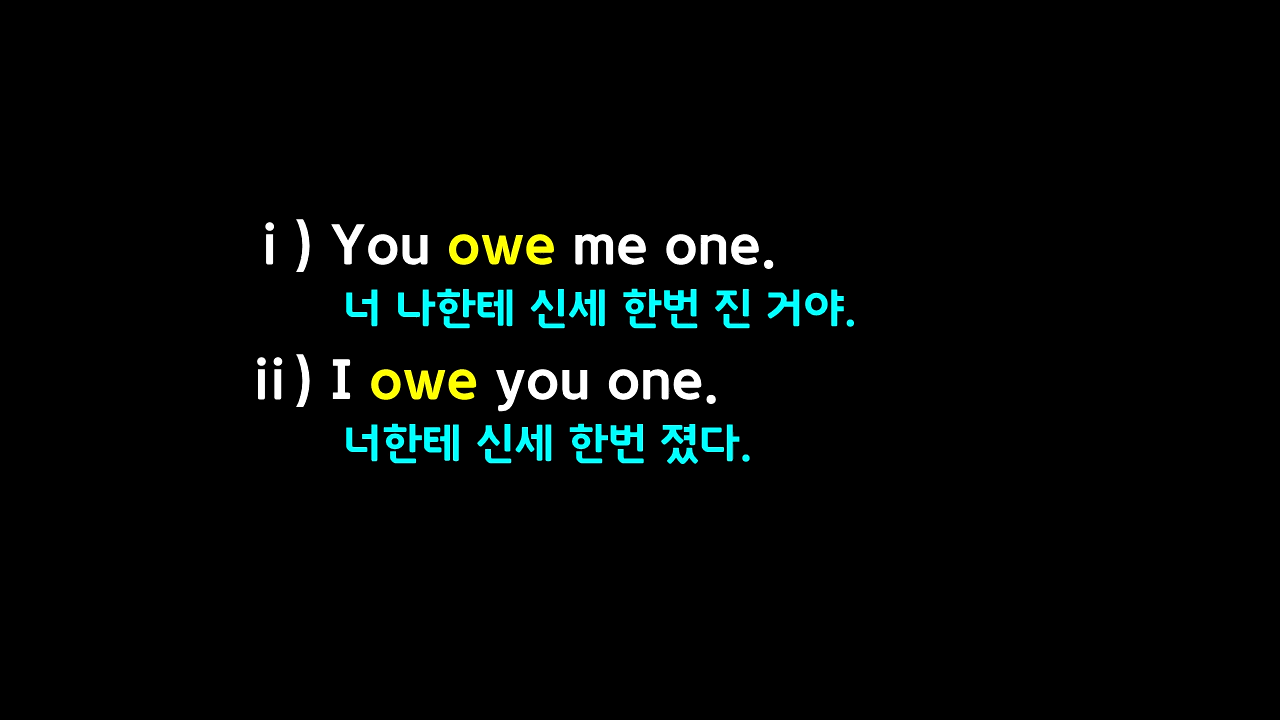 i ) You owe me one.
너 나한테 신세 한번 진 거야.
ii ) I owe you one.
너한테 신세 한번 졌다.